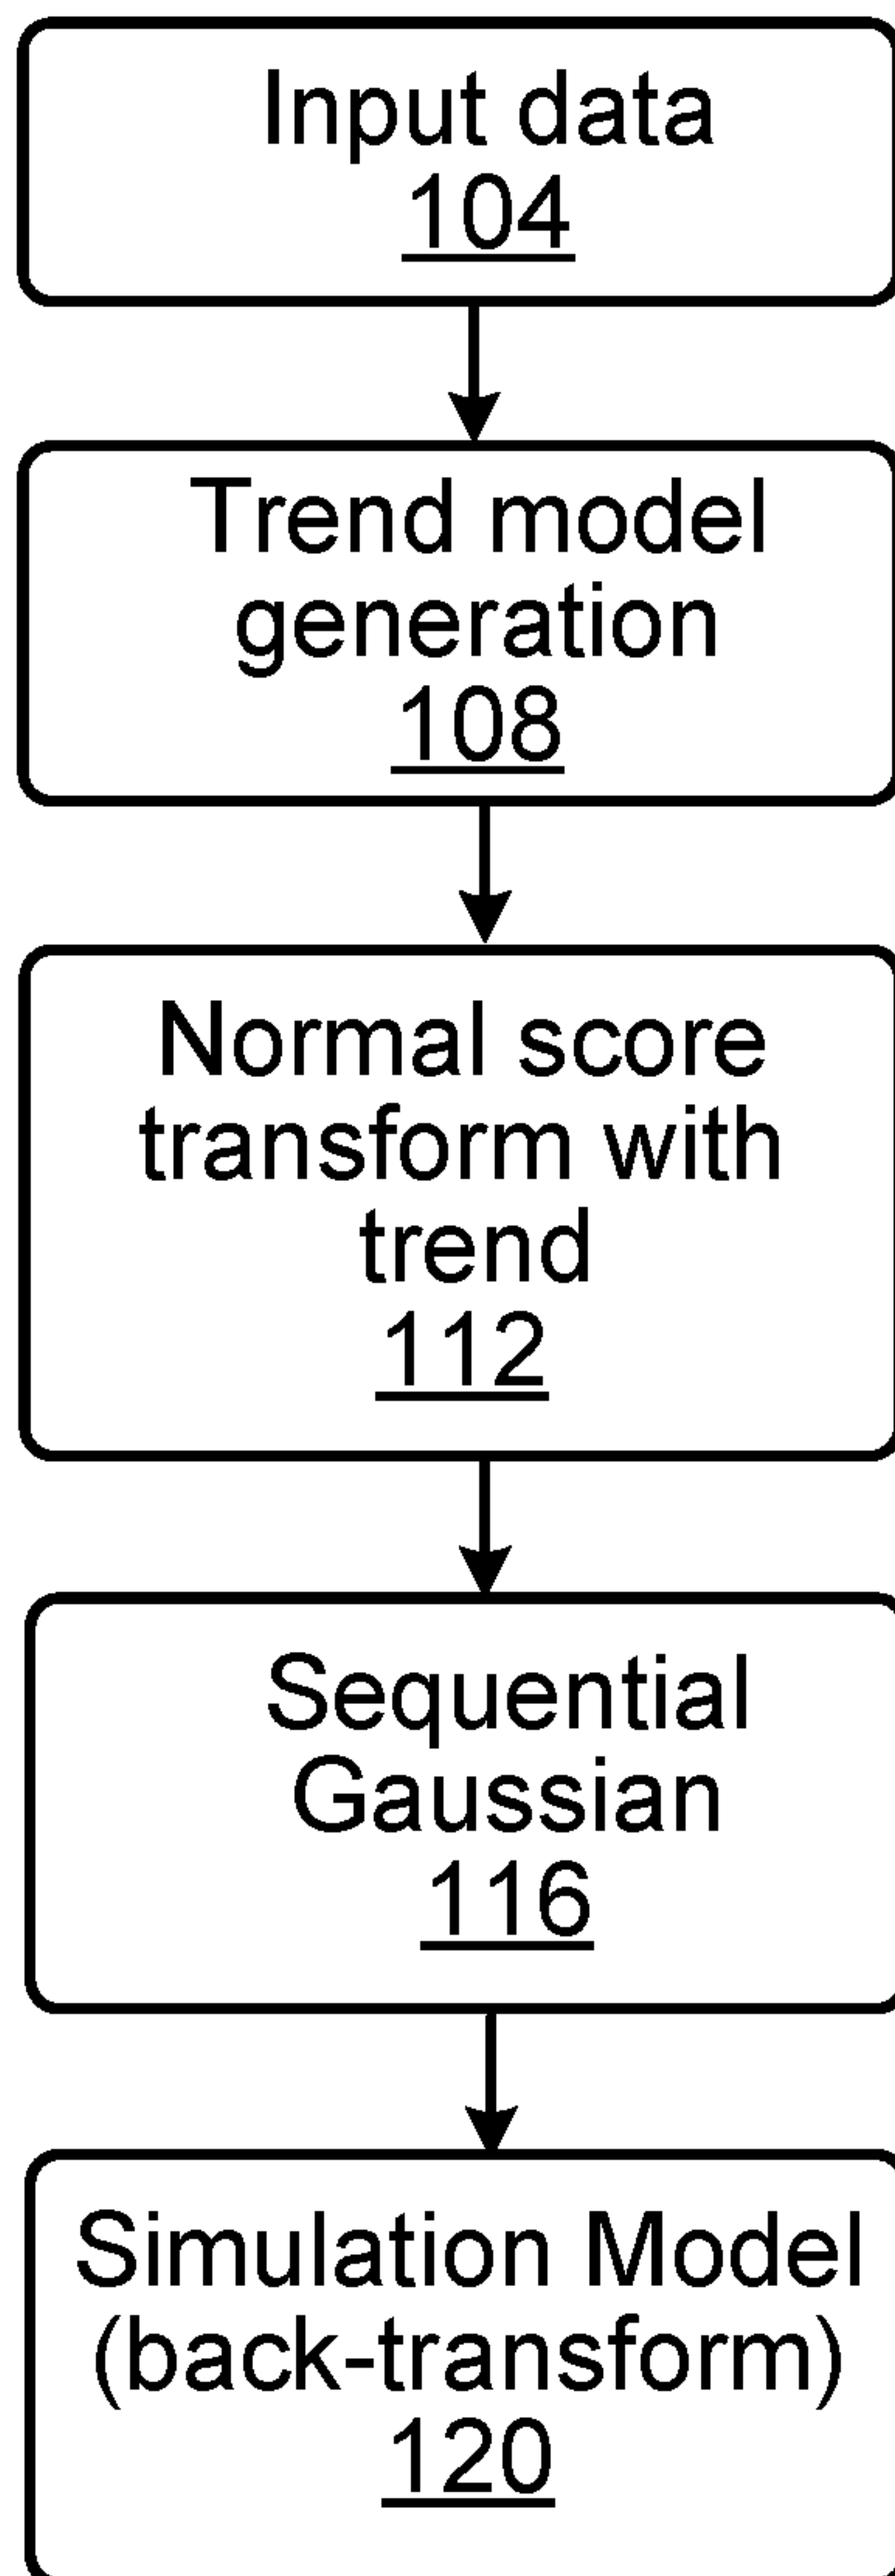 Input data
104
Trend model
generation
108
Normal score
transform with
trend
112
Sequential
Gaussian
116
Simulation Model
(back-transform)
120